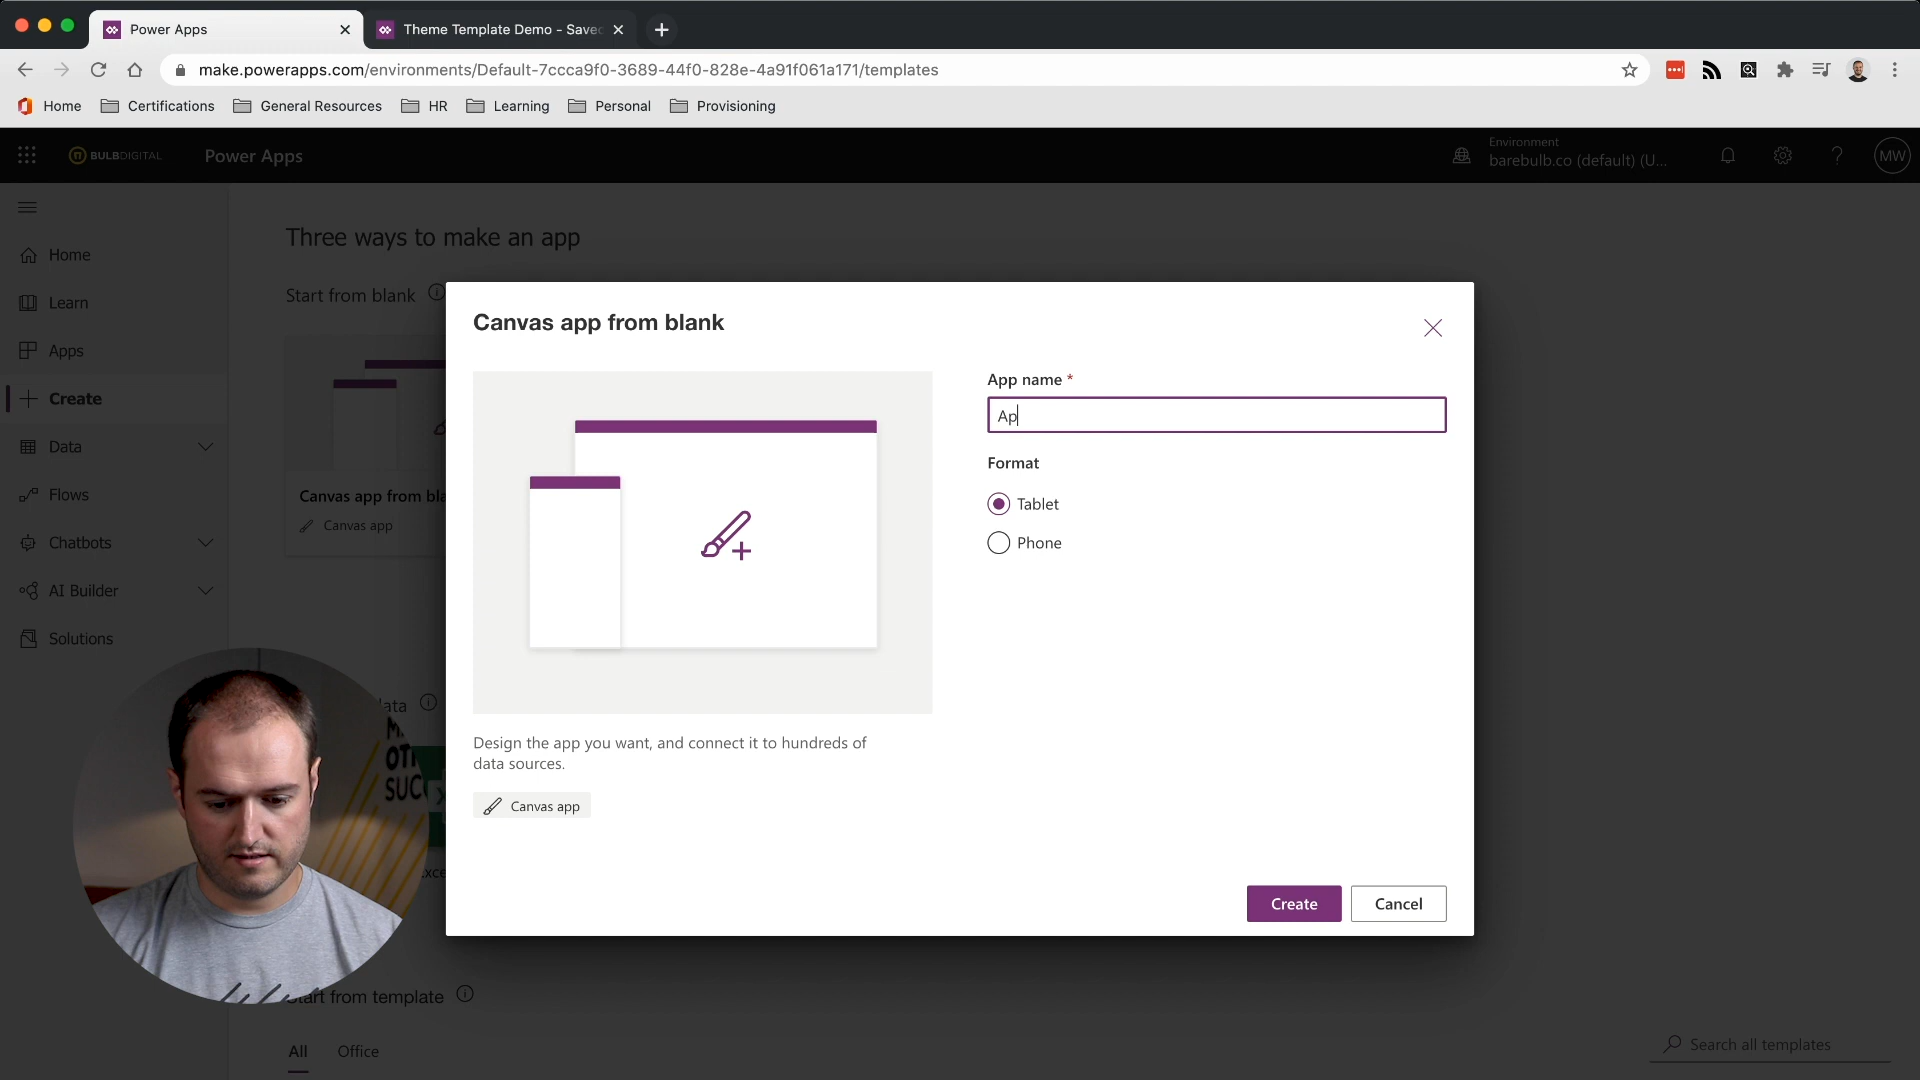 Power Apps
Theme Template Demo - Saved
make.powerapps.com/environments/Default-7ccca9f0-3689-44f0-828e-4a91f061a171/templates
Home
Certifications
General Resources
HR
Learning
Personal
Provisioning
BULBDIGITAL
Power Apps
Environment
barebulb.co (default) (U...
MW
Home
Learn
Apps
Create
Data
Flows
Chatbots
AI Builder
Solutions
Three ways to make an app
Start from blank
Canvas app from bla
Canvas app
Canvas app from blank
App name *
Ap
Format
Tablet
Phone
Design the app you want, and connect it to hundreds of
data sources.
Canvas app
Create
Cancel
Start from template
All
Office
Search all templates